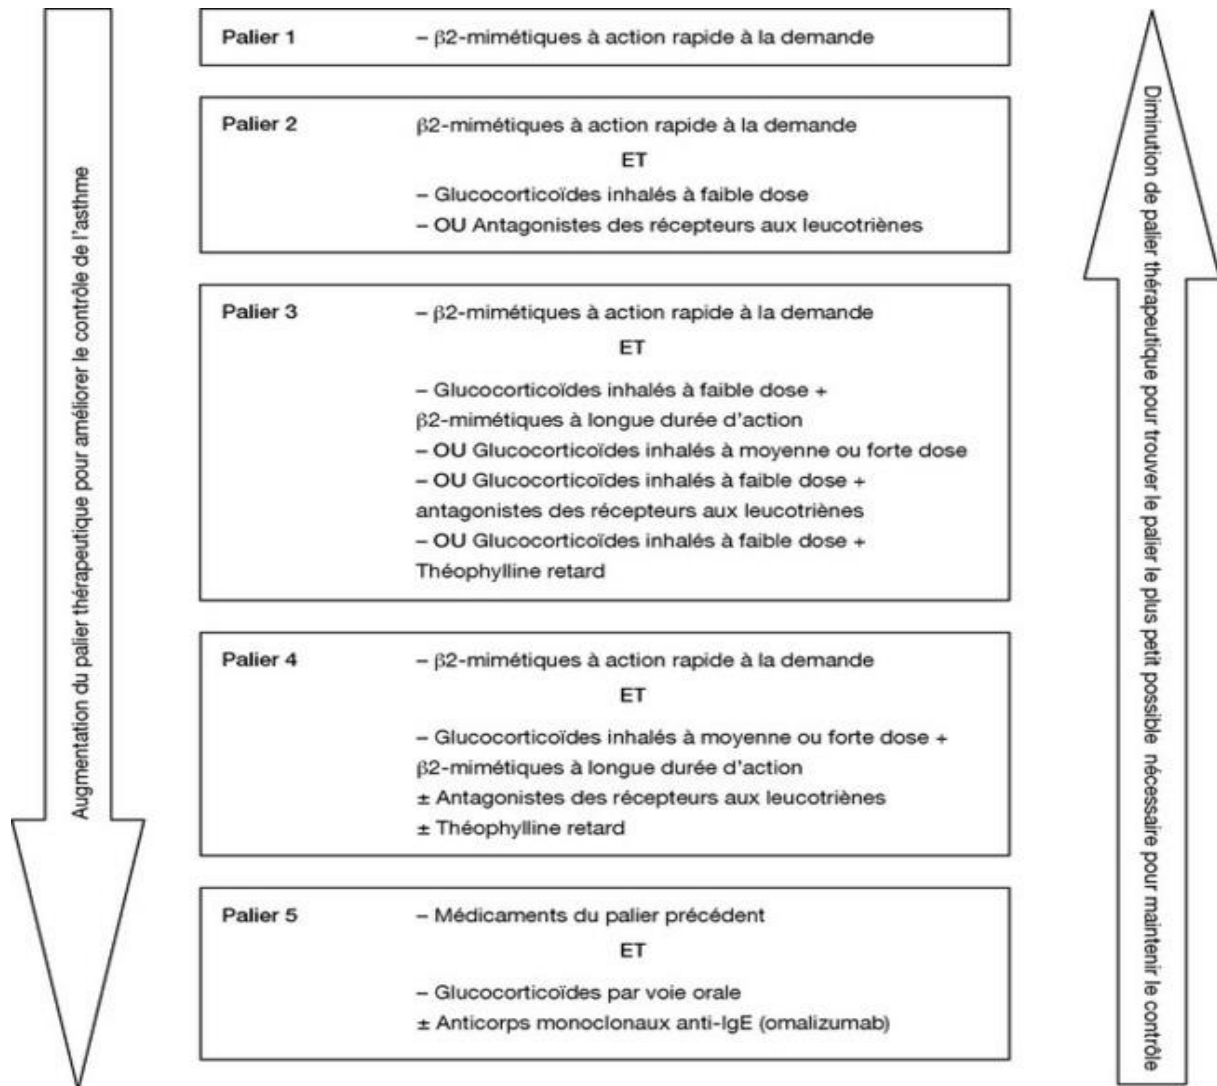 Augmentation du palier thérapeutique pour améliorer le contrôle de l'asthme
Palier 1 – β2-mimétiques à action rapide à la demande
Palier 2 β2-mimétiques à action rapide à la demande
ET
– Glucocorticoïdes inhalés à faible dose
– OU Antagonistes des récepteurs aux leucotriènes
Palier 3 – β2-mimétiques à action rapide à la demande
ET
– Glucocorticoïdes inhalés à faible dose +
β2-mimétiques à longue durée d'action
– OU Glucocorticoïdes inhalés à moyenne ou forte dose
– OU Glucocorticoïdes inhalés à faible dose +
antagonistes des récepteurs aux leucotriènes
– OU Glucocorticoïdes inhalés à faible dose +
Théophylline retard
Palier 4 – β2-mimétiques à action rapide à la demande
ET
– Glucocorticoïdes inhalés à moyenne ou forte dose +
β2-mimétiques à longue durée d'action
± Antagonistes des récepteurs aux leucotriènes
± Théophylline retard
Palier 5 – Médicaments du palier précédent
ET
– Glucocorticoïdes par voie orale
± Anticorps monoclonaux anti-IgE (omalizumab)
Diminution de palier thérapeutique pour trouver le palier le plus petit possible nécessaire pour maintenir le contrôle